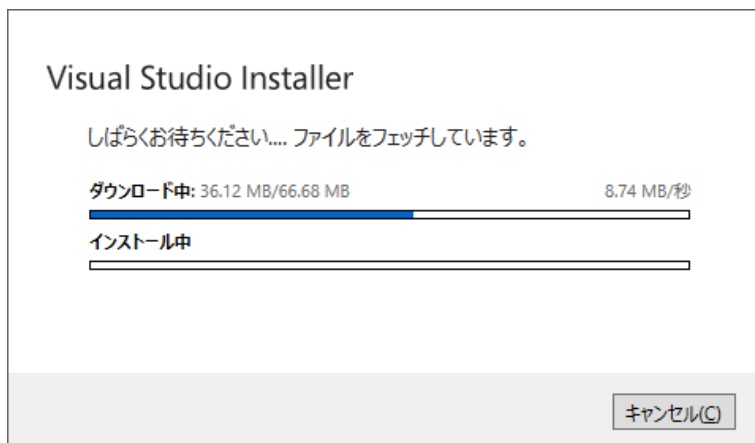 Visual Studio Installer
しばらくお待ちください.... ファイルをフェッチしています。
ダウンロード中: 36.12 MB/66.68 MB 8.74 MB/秒
インストール中
キャンセル(C)